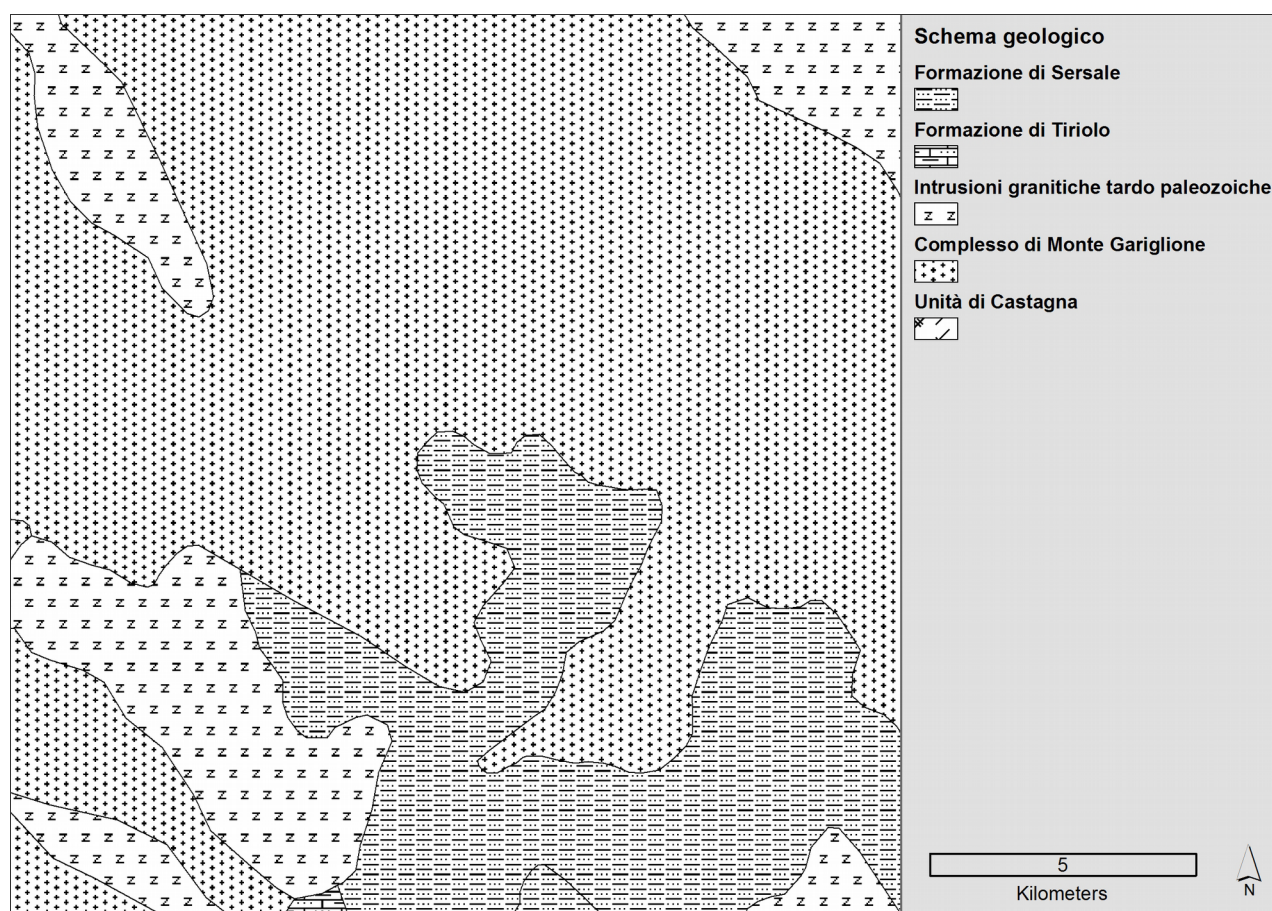 Schema geologico
Formazione di Sersale
Formazione di Tiriolo
Intrusioni granitiche tardo paleozoiche
z z
Complesso di Monte Gariglione
Unità di Castagna
5
Kilometers
N